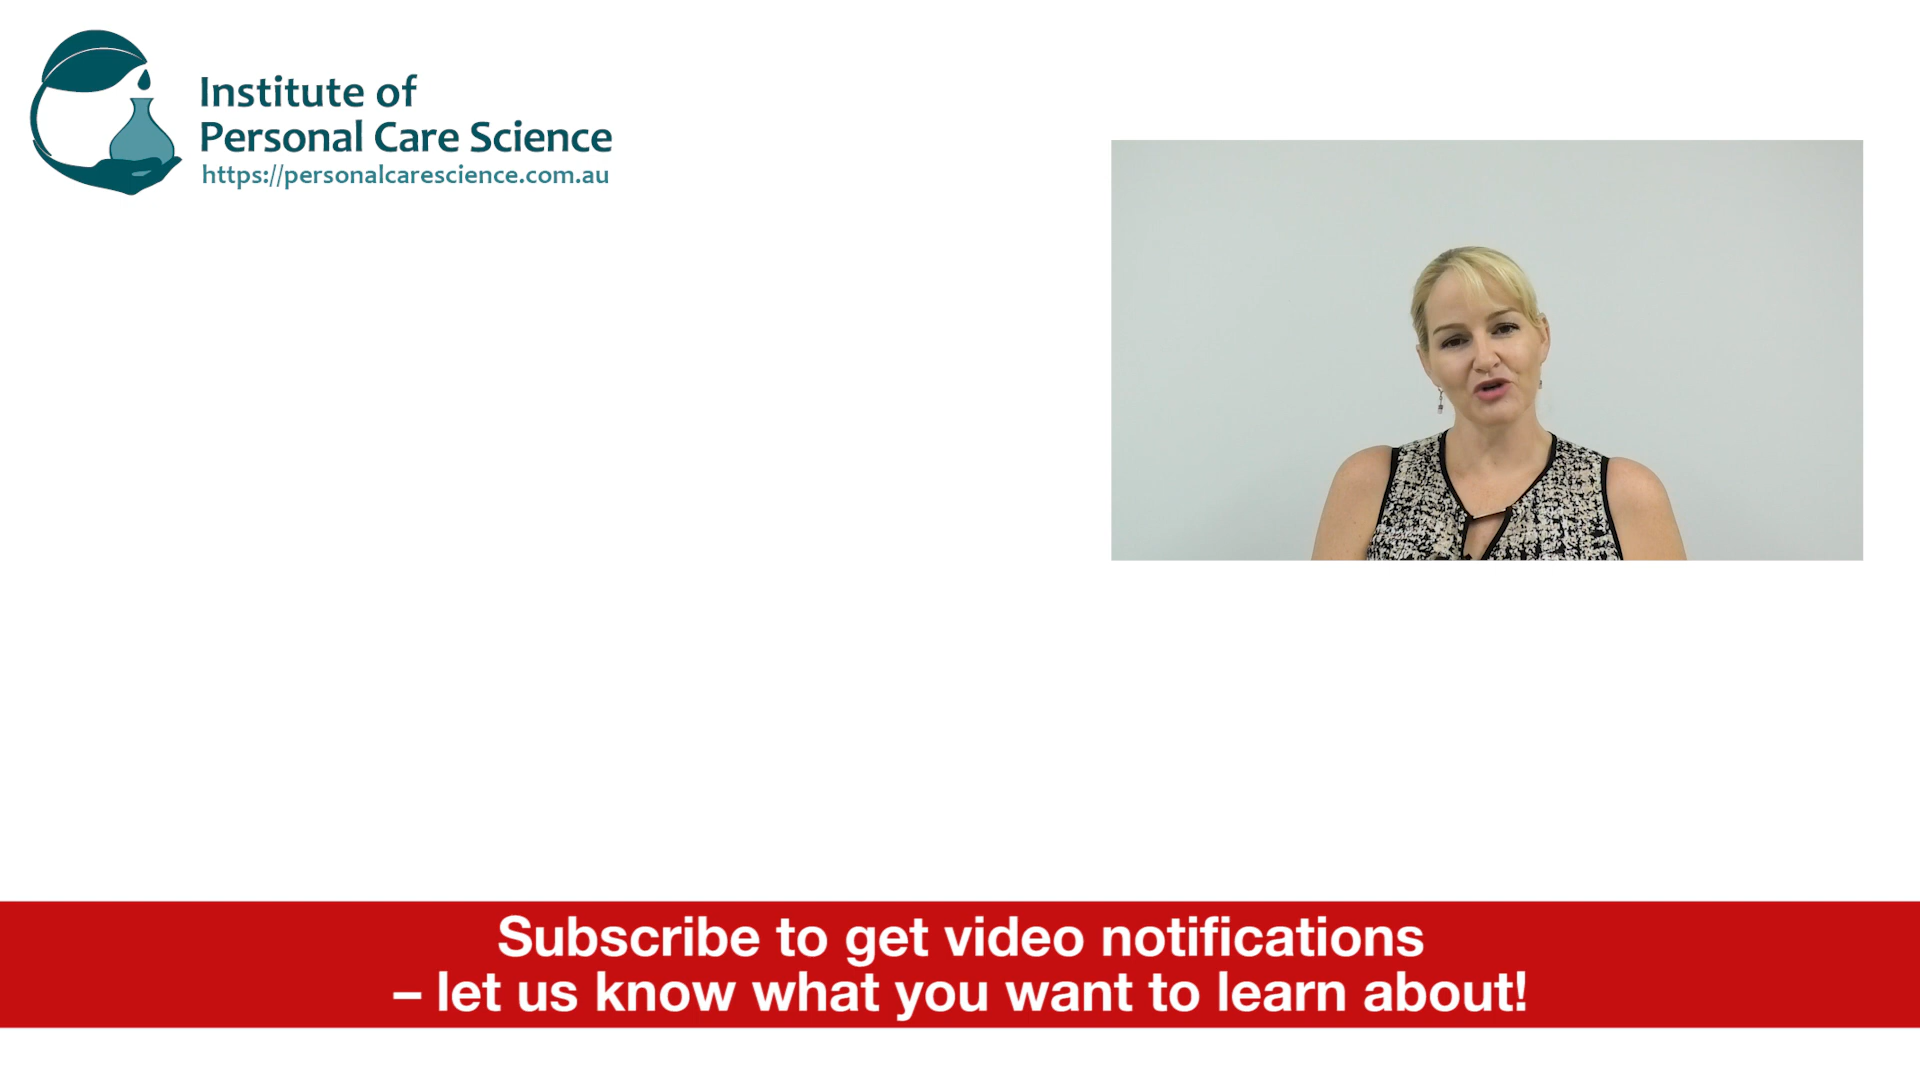 Institute of
Personal Care Science
https://personalcarescience.com.au
Subscribe to get video notifications
– let us know what you want to learn about!